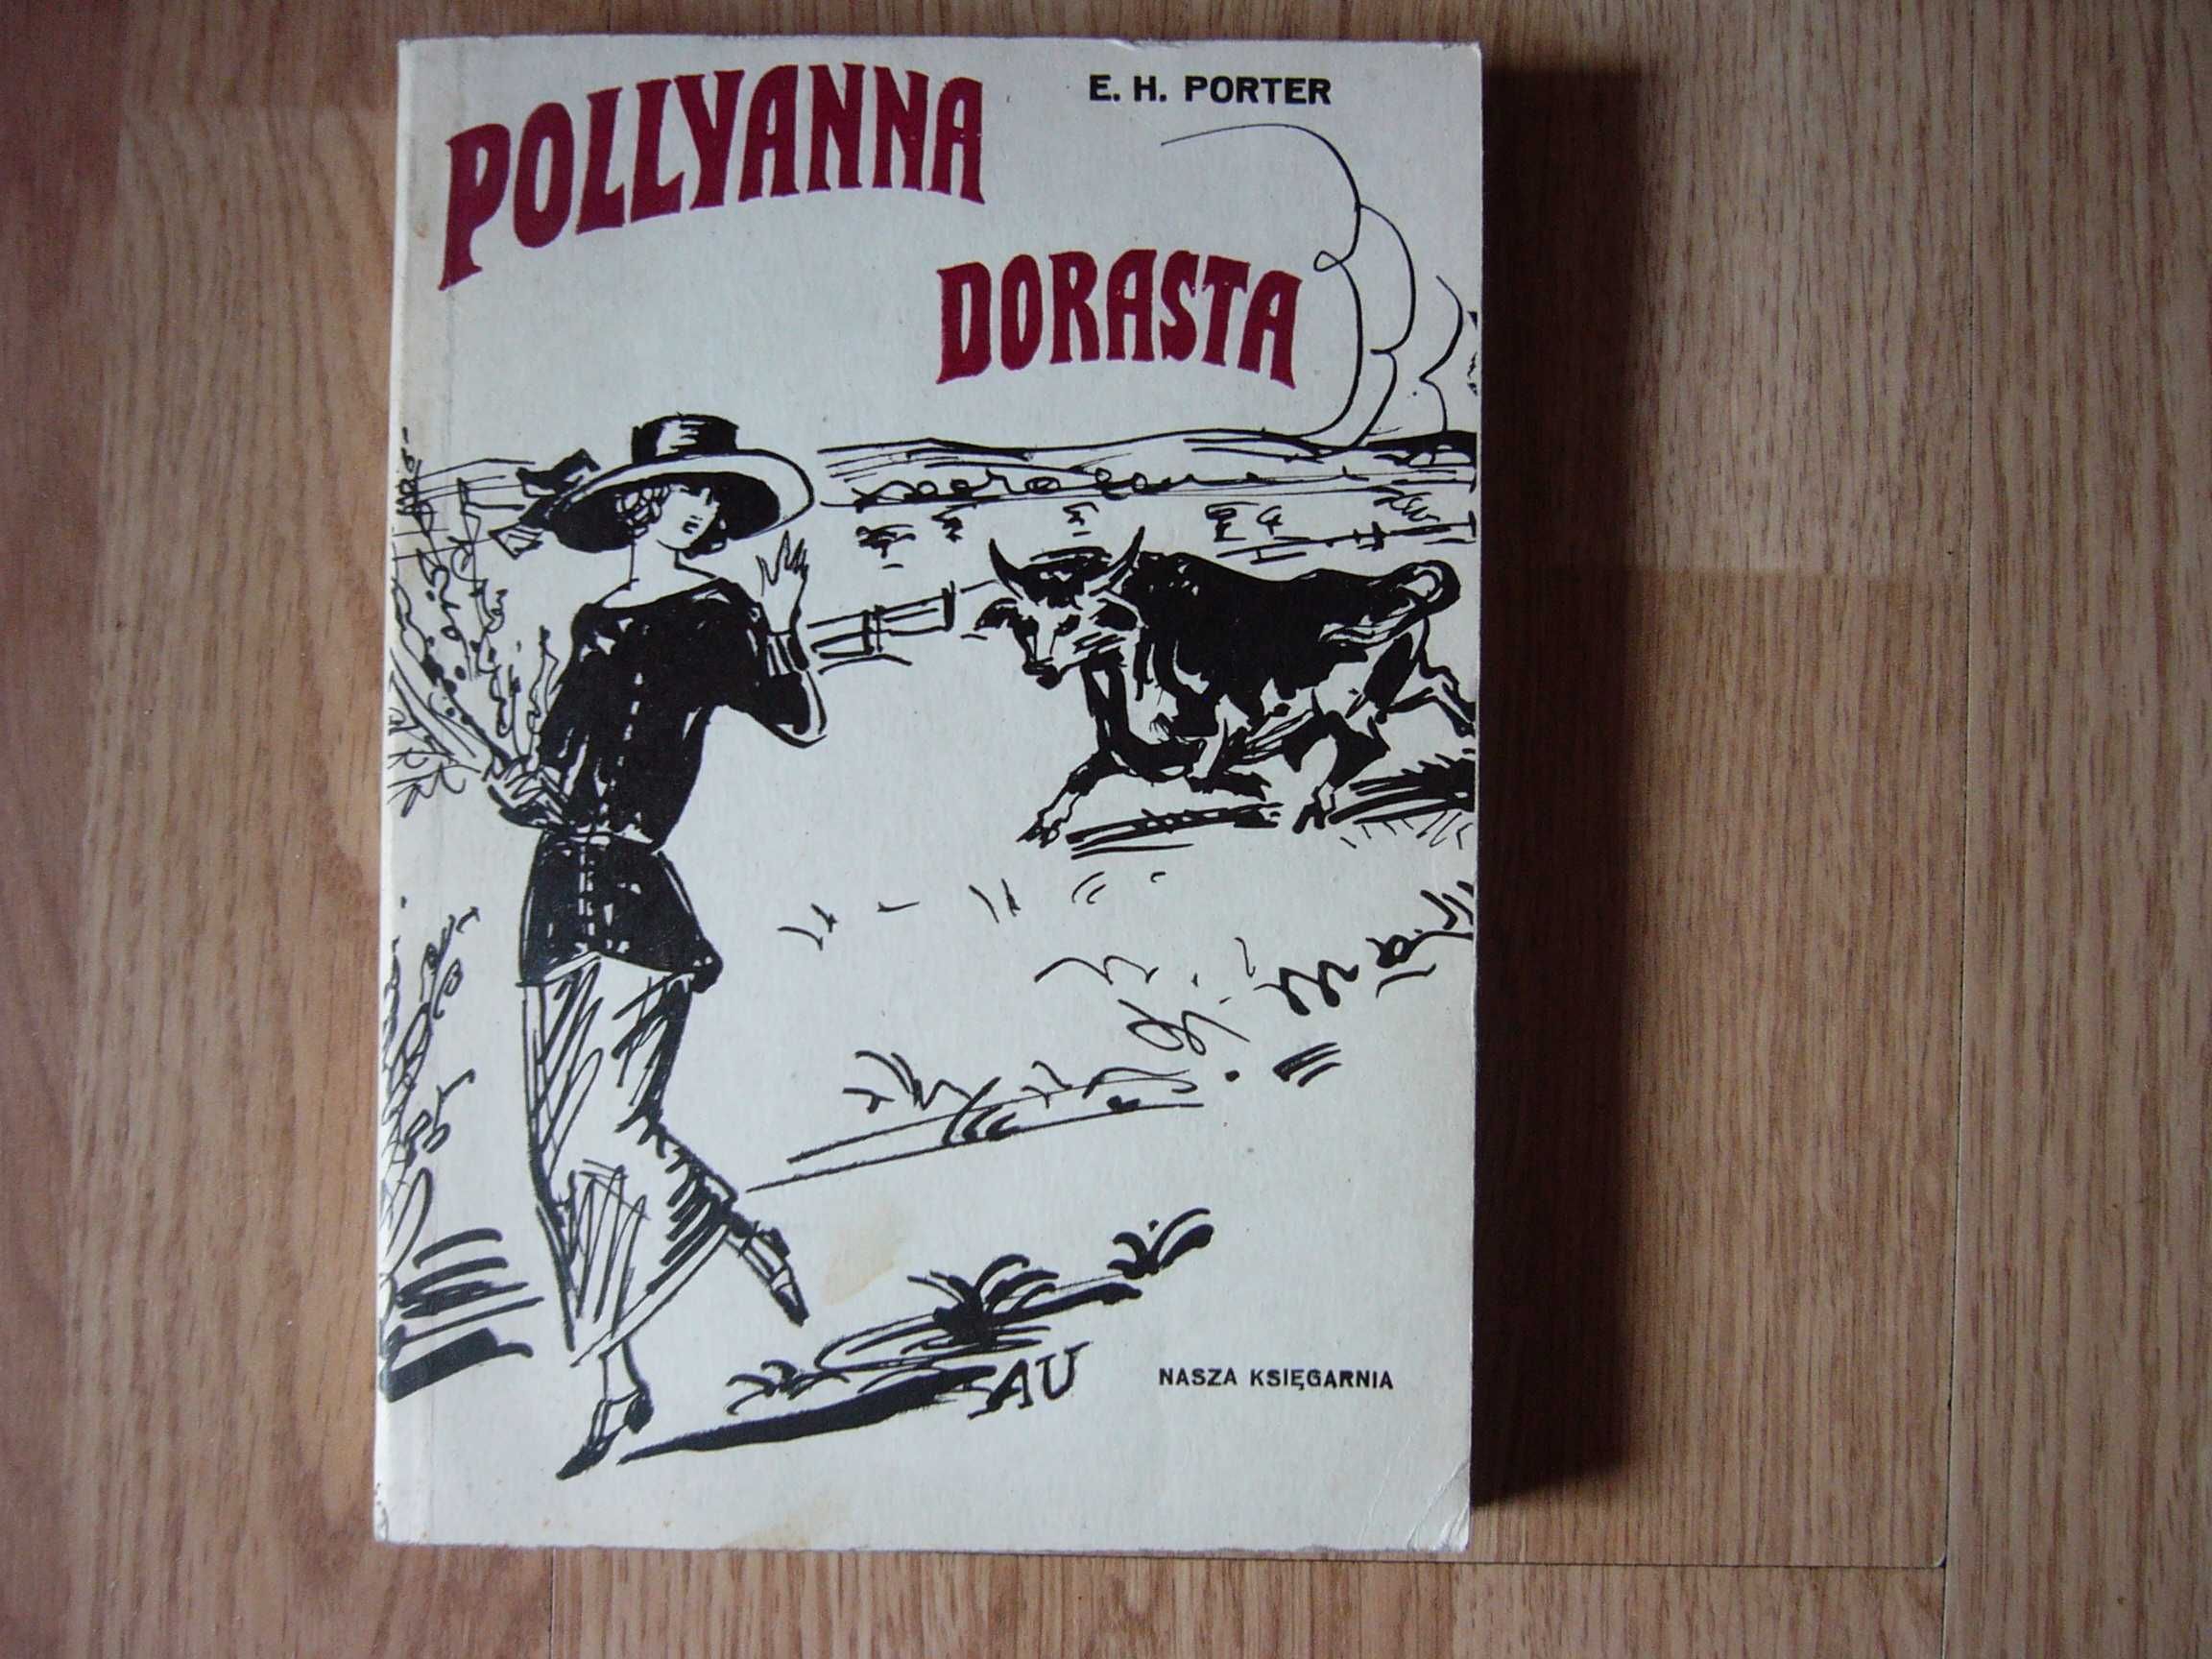 POLLYANNA
E. H. PORTER
DORASTA
AU
NASZA KSIĘGARNIA